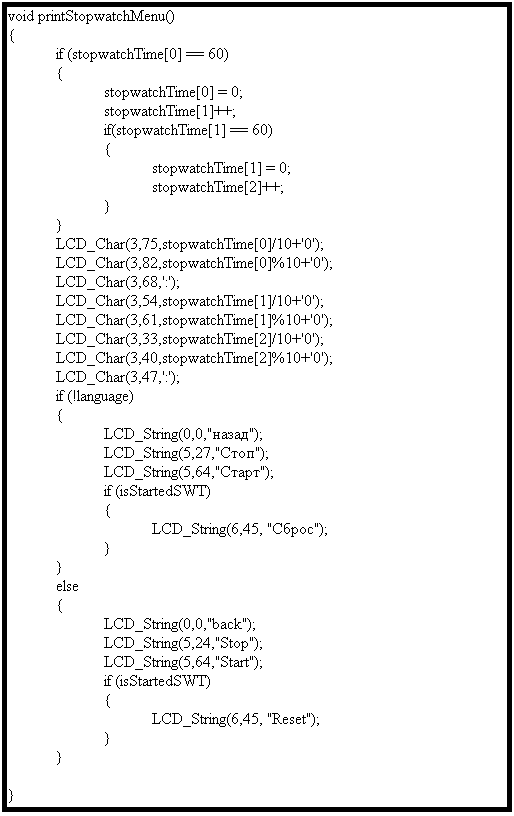 void printStopwatchMenu()
{
if (stopwatchTime[0] == 60)
{
stopwatchTime[0] = 0;
stopwatchTime[1]++;
if(stopwatchTime[1] == 60)
{
stopwatchTime[1] = 0;
stopwatchTime[2]++;
}
}
LCD_Char(3,75,stopwatchTime[0]/10+'0');
LCD_Char(3,82,stopwatchTime[0]%10+'0');
LCD_Char(3,68,':');
LCD_Char(3,54,stopwatchTime[1]/10+'0');
LCD_Char(3,61,stopwatchTime[1]%10+'0');
LCD_Char(3,33,stopwatchTime[2]/10+'0');
LCD_Char(3,40,stopwatchTime[2]%10+'0');
LCD_Char(3,47,':');
if (!language)
{
LCD_String(0,0,"назад");
LCD_String(5,27,"Стоп");
LCD_String(5,64,"Старт");
if (isStartedSWT)
{
LCD_String(6,45, "Сброс");
}
}
else
{
LCD_String(0,0,"back");
LCD_String(5,24,"Stop");
LCD_String(5,64,"Start");
if (isStartedSWT)
{
LCD_String(6,45, "Reset");
}
}
}